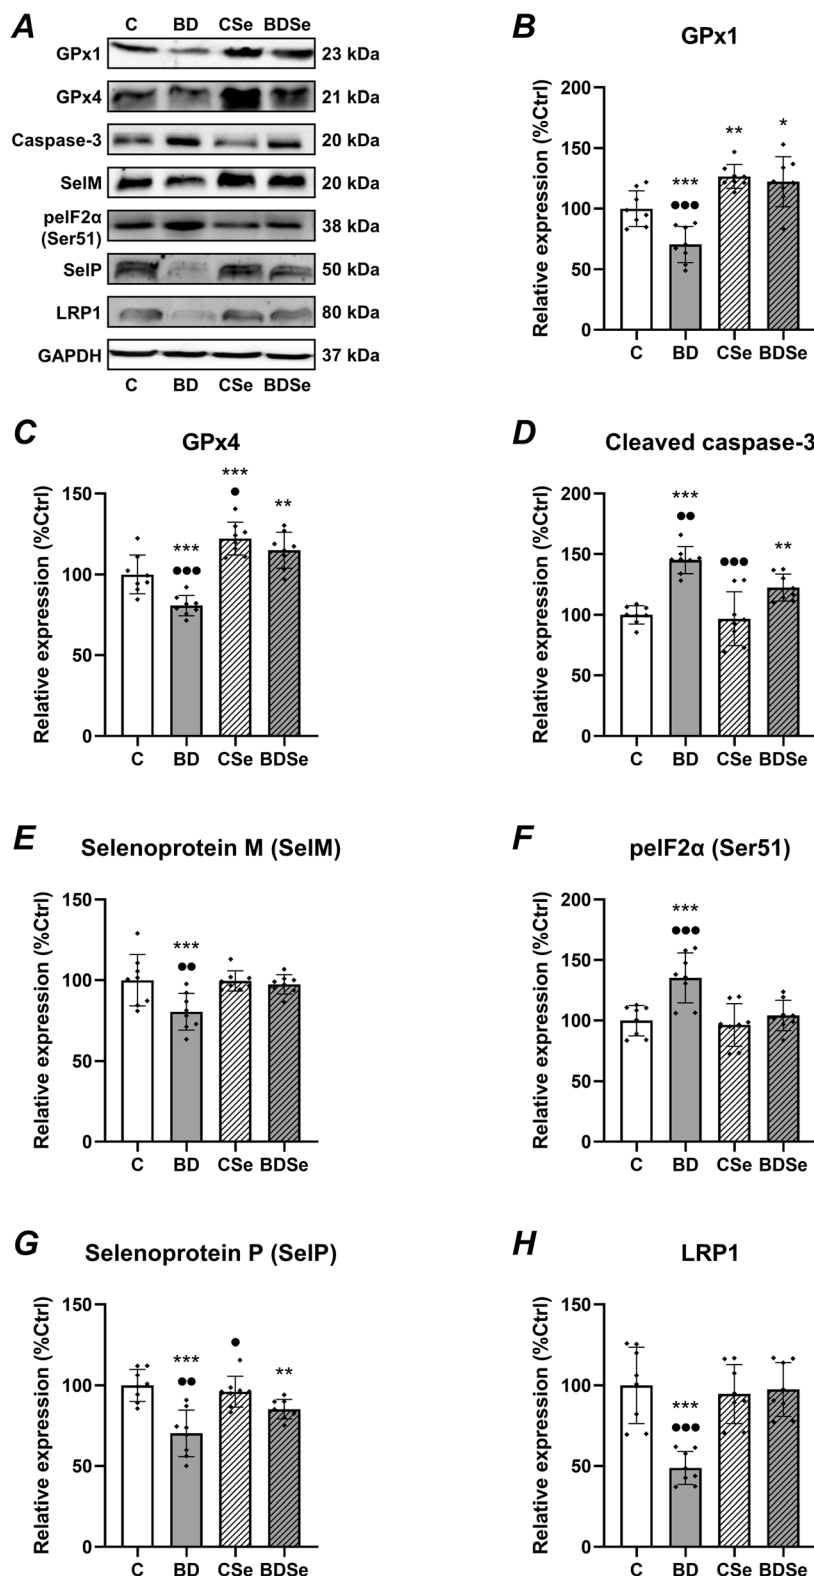 A
C BD CSe BDSe
GPx1 23 kDa
GPx4 21 kDa
Caspase-3 20 kDa
SelM 20 kDa
peIF2α (Ser51) 38 kDa
SelP 50 kDa
LRP1 80 kDa
GAPDH 37 kDa
C BD CSe BDSe
B
GPx1
Relative expression (%Ctrl)
200
150
100
50
0
*** ●●●
**
*
C BD CSe BDSe
C
GPx4
Relative expression (%Ctrl)
150
100
50
0
*** ●●●
*** ●
**
C BD CSe BDSe
D
Cleaved caspase-3
Relative expression (%Ctrl)
200
150
100
50
0
*** ●●
●●●
**
C BD CSe BDSe
E
Selenoprotein M (SelM)
Relative expression (%Ctrl)
150
100
50
0
*** ●●
C BD CSe BDSe
F
peIF2α (Ser51)
Relative expression (%Ctrl)
200
150
100
50
0
*** ●●●
C BD CSe BDSe
G
Selenoprotein P (SelP)
Relative expression (%Ctrl)
150
100
50
0
*** ●●
●
**
C BD CSe BDSe
H
LRP1
Relative expression (%Ctrl)
150
100
50
0
*** ●●●
C BD CSe BDSe